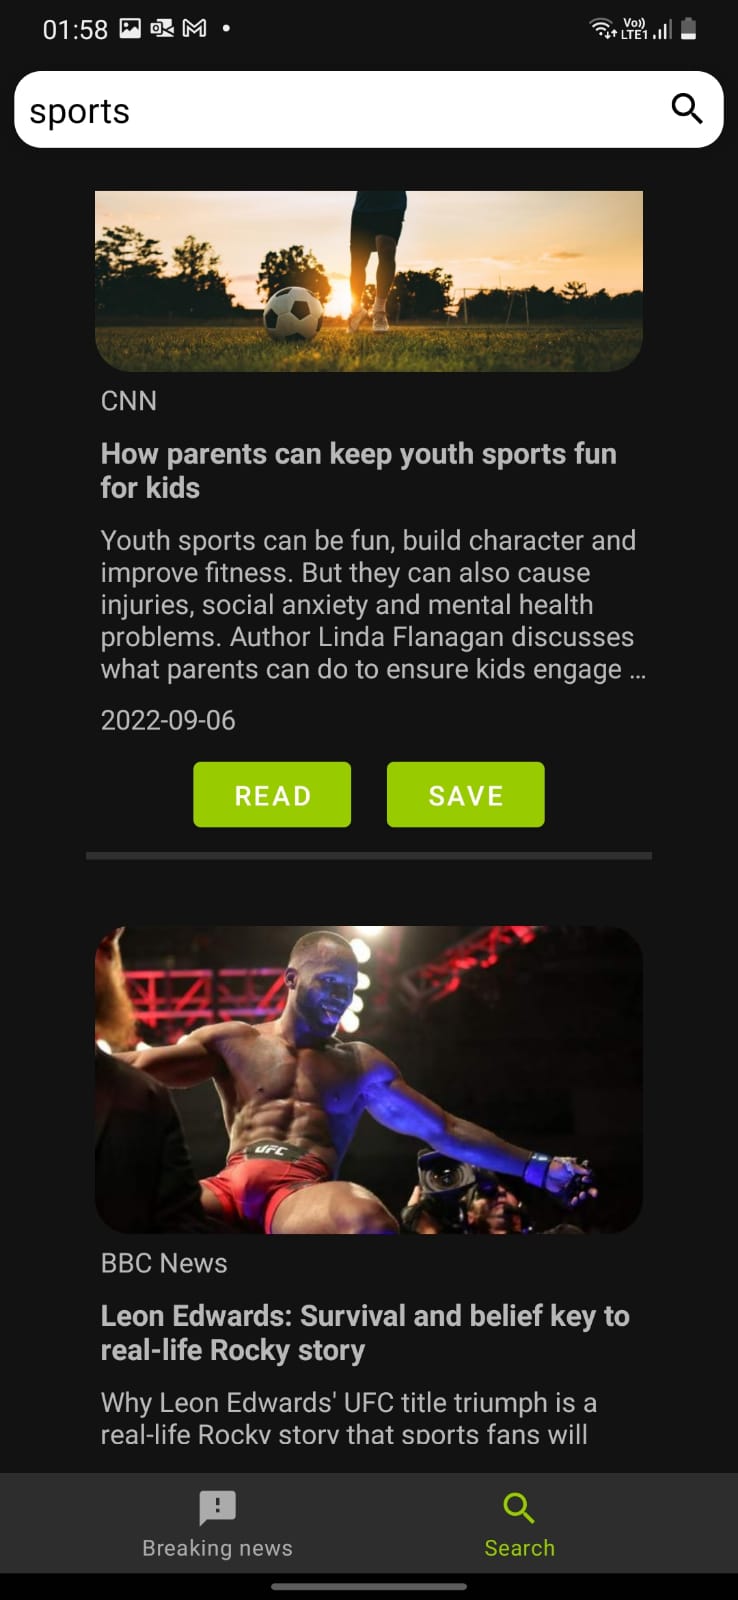 01:58
Vo))
LTE1
sports
CNN
How parents can keep youth sports fun
for kids
Youth sports can be fun, build character and
improve fitness. But they can also cause
injuries, social anxiety and mental health
problems. Author Linda Flanagan discusses
what parents can do to ensure kids engage …
2022-09-06
READ SAVE
UFC
BBC News
Leon Edwards: Survival and belief key to
real-life Rocky story
Why Leon Edwards' UFC title triumph is a
real-life Rocky story that sports fans will
Breaking news Search